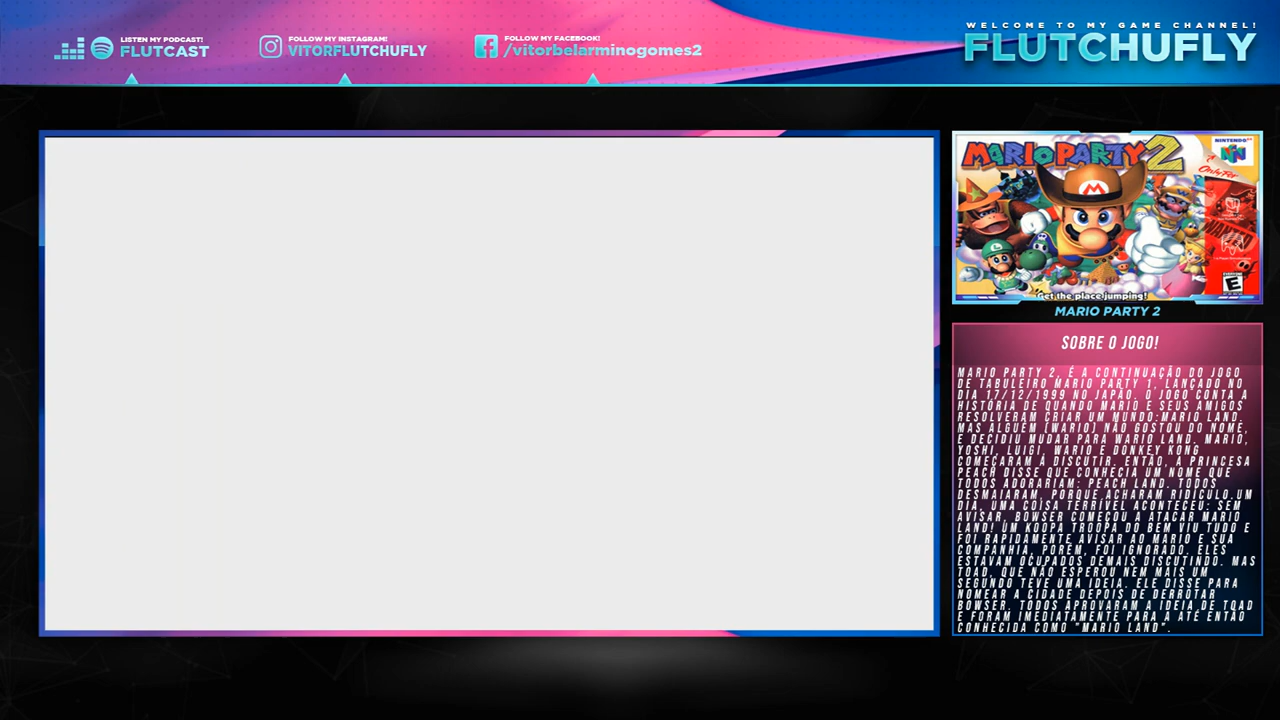 LISTEN MY PODCAST!
FLUTCAST
FOLLOW MY INSTAGRAM!
VITORFLUTCHUFLY
FOLLOW MY FACEBOOK!
/vitorbelarminogomes2
WELCOME TO MY GAME CHANNEL!
FLUTCHUFLY
MARIO PARTY 2
NINTENDO
N
Only For
EVERYONE
E
Get the place jumping!
MARIO PARTY 2
SOBRE O JOGO!
MARIO PARTY 2, É A CONTINUAÇÃO DO JOGO
DE TABULEIRO MARIO PARTY 1, LANÇADO NO
DIA 17/12/1999 NO JAPÃO. O JOGO CONTA A
HISTÓRIA DE QUANDO MARIO E SEUS AMIGOS
RESOLVERAM CRIAR UM MUNDO:MARIO LAND.
MAS ALGUÉM (WARIO) NÃO GOSTOU DO NOME,
E DECIDIU MUDAR PARA WARIO LAND. MARIO,
YOSHI, LUIGI, WARIO E DONKEY KONG
COMEÇARAM A DISCUTIR. ENTÃO, A PRINCESA
PEACH DISSE QUE CONHECIA UM NOME QUE
TODOS ADORARIAM: PEACH LAND. TODOS
DESMAIARAM, PORQUE ACHARAM RIDÍCULO.UM
DIA, UMA COISA TERRÍVEL ACONTECEU: SEM
AVISAR, BOWSER COMEÇOU A ATACAR MARIO
LAND! UM KOOPA TROOPA DO BEM VIU TUDO E
FOI RAPIDAMENTE AVISAR AO MARIO E SUA
COMPANHIA, PORÉM, FOI IGNORADO. ELES
ESTAVAM OCUPADOS DEMAIS DISCUTINDO. MAS
TOAD, QUE NÃO ESPEROU NEM MAIS UM
SEGUNDO TEVE UMA IDEIA. ELE DISSE PARA
NOMEAR A CIDADE DEPOIS DE DERROTAR
BOWSER. TODOS APROVARAM A IDEIA DE TOAD
E FORAM IMEDIATAMENTE PARA A ATÉ ENTÃO
CONHECIDA COMO "MARIO LAND".